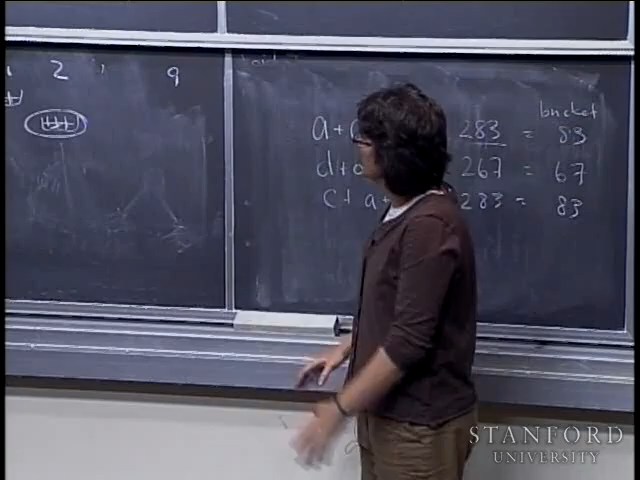 2 9
bucket
a+ 283 = 83
d+ 267 = 67
c+a+ 283 = 83
STANFORD
UNIVERSITY